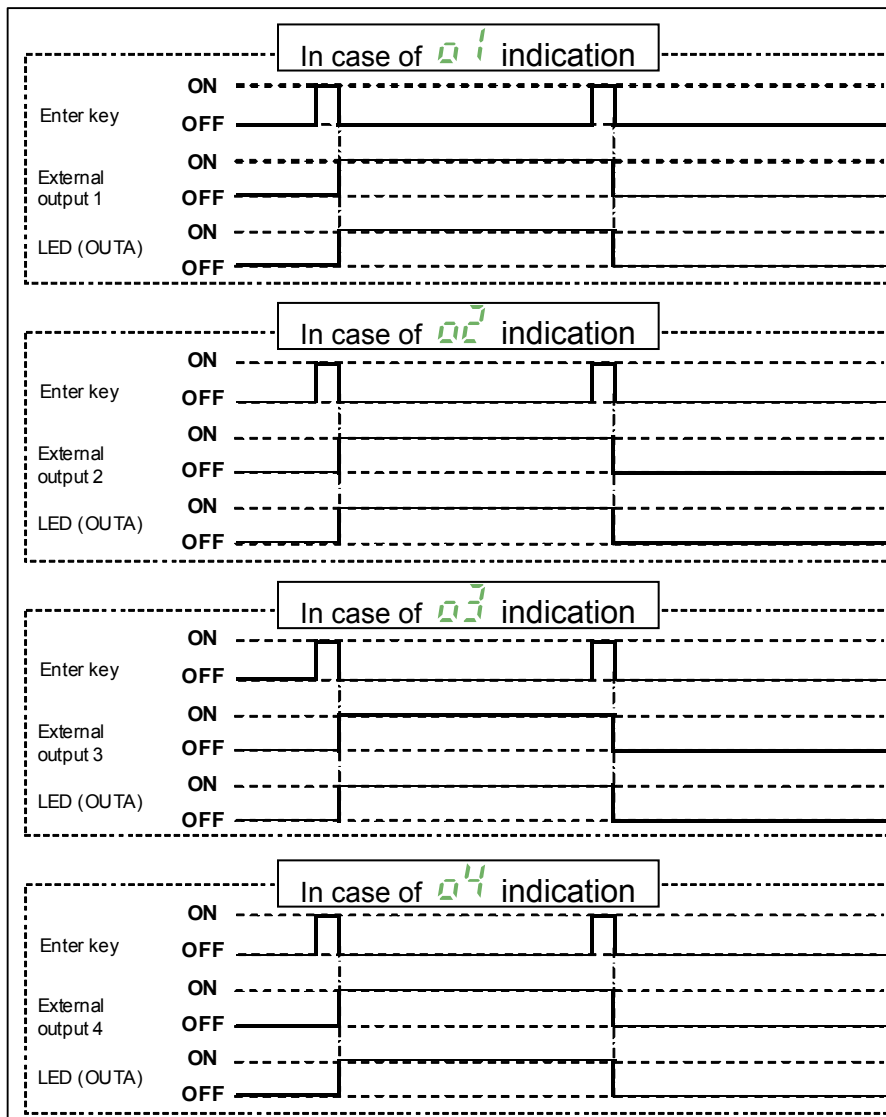 In case of o1 indication
ON
Enter key
OFF
ON
External
output 1
OFF
ON
LED (OUTA)
OFF
In case of o2 indication
ON
Enter key
OFF
ON
External
output 2
OFF
ON
LED (OUTA)
OFF
In case of o3 indication
ON
Enter key
OFF
ON
External
output 3
OFF
ON
LED (OUTA)
OFF
In case of o4 indication
ON
Enter key
OFF
ON
External
output 4
OFF
ON
LED (OUTA)
OFF